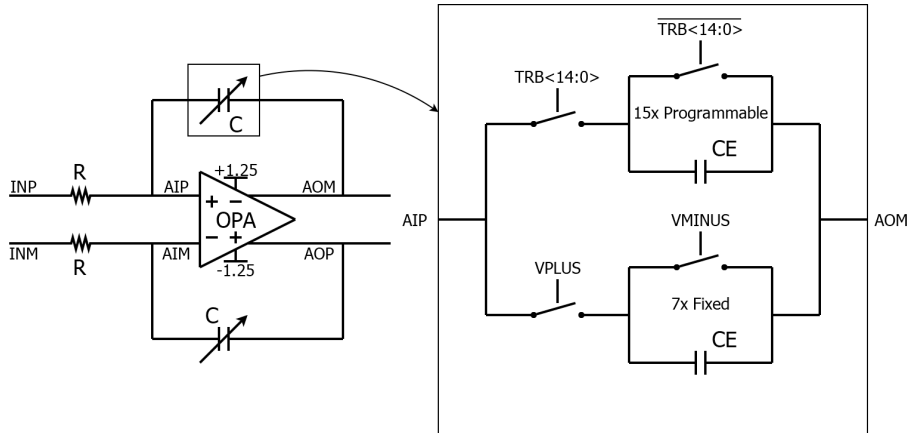 TRB<14:0>
TRB<14:0>
15x Programmable
CE
C
R
+1.25
INP
AIP
AOM
+ −
OPA
AIP
AOM
INM
− +
AIM
AOP
R
-1.25
VMINUS
VPLUS
7x Fixed
CE
C